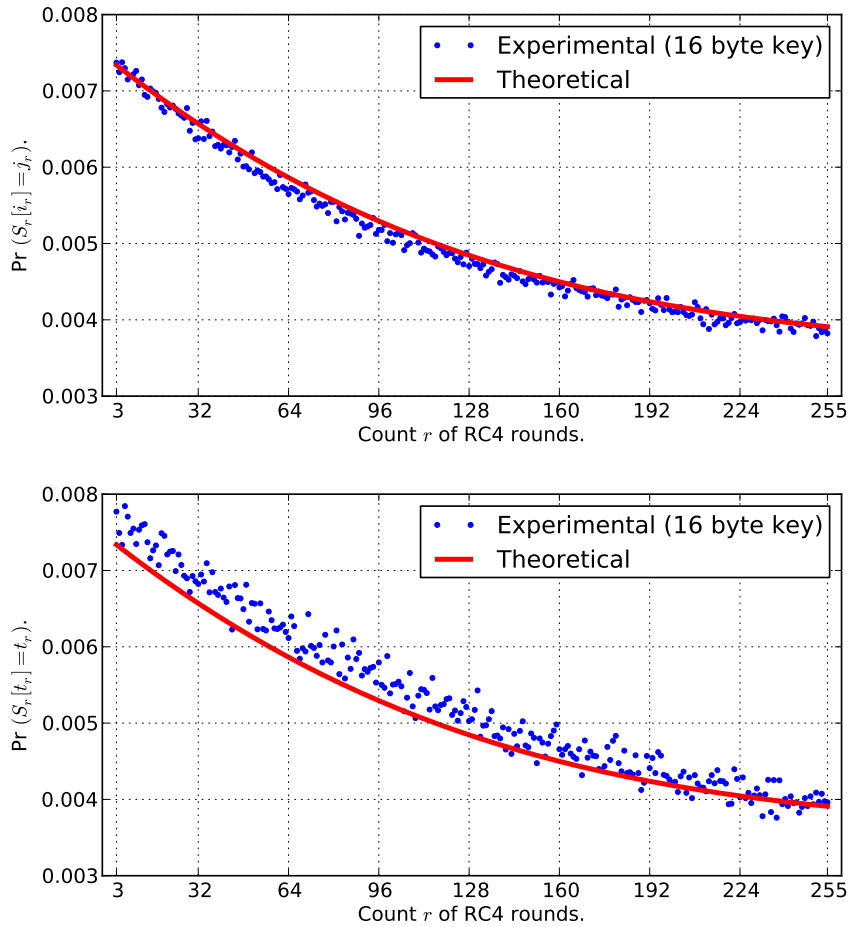 0.008
Experimental (16 byte key)
Theoretical
0.007
0.006
0.005
0.004
0.003
Pr (S_r[i_r] = j_r).
3 32 64 96 128 160 192 224 255
Count r of RC4 rounds.
0.008
Experimental (16 byte key)
Theoretical
0.007
0.006
0.005
0.004
0.003
Pr (S_r[t_r] = t_r).
3 32 64 96 128 160 192 224 255
Count r of RC4 rounds.